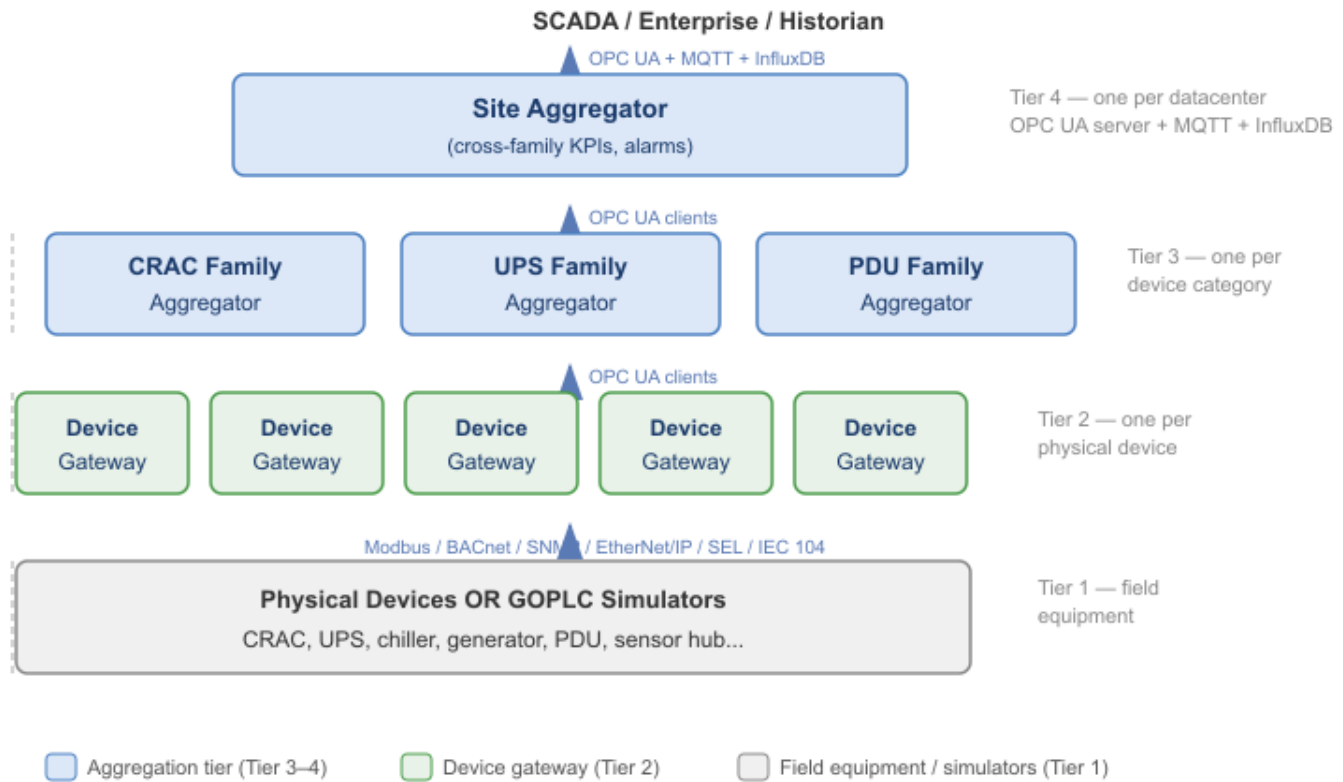 SCADA / Enterprise / Historian
OPC UA + MQTT + InfluxDB
Site Aggregator
(cross-family KPIs, alarms)
Tier 4 — one per datacenter
OPC UA server + MQTT + InfluxDB
OPC UA clients
CRAC Family
Aggregator
UPS Family
Aggregator
PDU Family
Aggregator
Tier 3 — one per
device category
OPC UA clients
Device
Gateway
Device
Gateway
Device
Gateway
Device
Gateway
Device
Gateway
Tier 2 — one per
physical device
Modbus / BACnet / SNMP / EtherNet/IP / SEL / IEC 104
Physical Devices OR GOPLC Simulators
CRAC, UPS, chiller, generator, PDU, sensor hub...
Tier 1 — field
equipment
Aggregation tier (Tier 3–4)
Device gateway (Tier 2)
Field equipment / simulators (Tier 1)